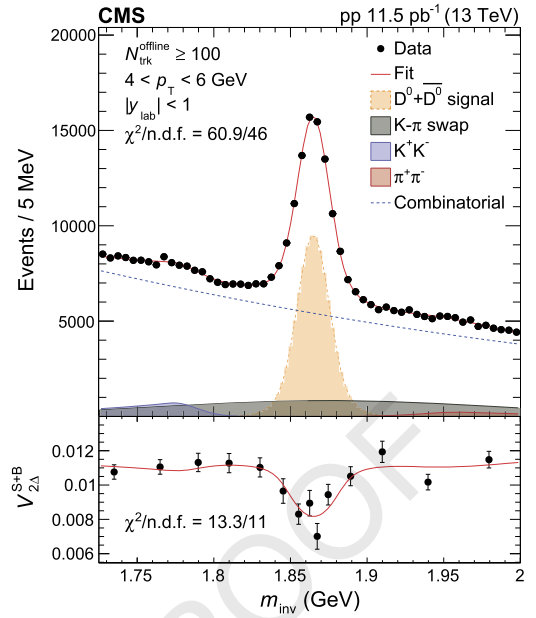 CMS
pp 11.5 pb⁻¹ (13 TeV)
20000
15000
10000
5000
Events / 5 MeV
N_trk^offline ≥ 100
4 < p_T < 6 GeV
|y_lab| < 1
χ²/n.d.f. = 60.9/46
Data
Fit
D⁰+D̅⁰ signal
K-π swap
K⁺K⁻
π⁺π⁻
Combinatorial
0.012
0.01
0.008
0.006
V_2Δ^S+B
χ²/n.d.f. = 13.3/11
1.75
1.8
1.85
1.9
1.95
2
m_inv (GeV)
PROOF